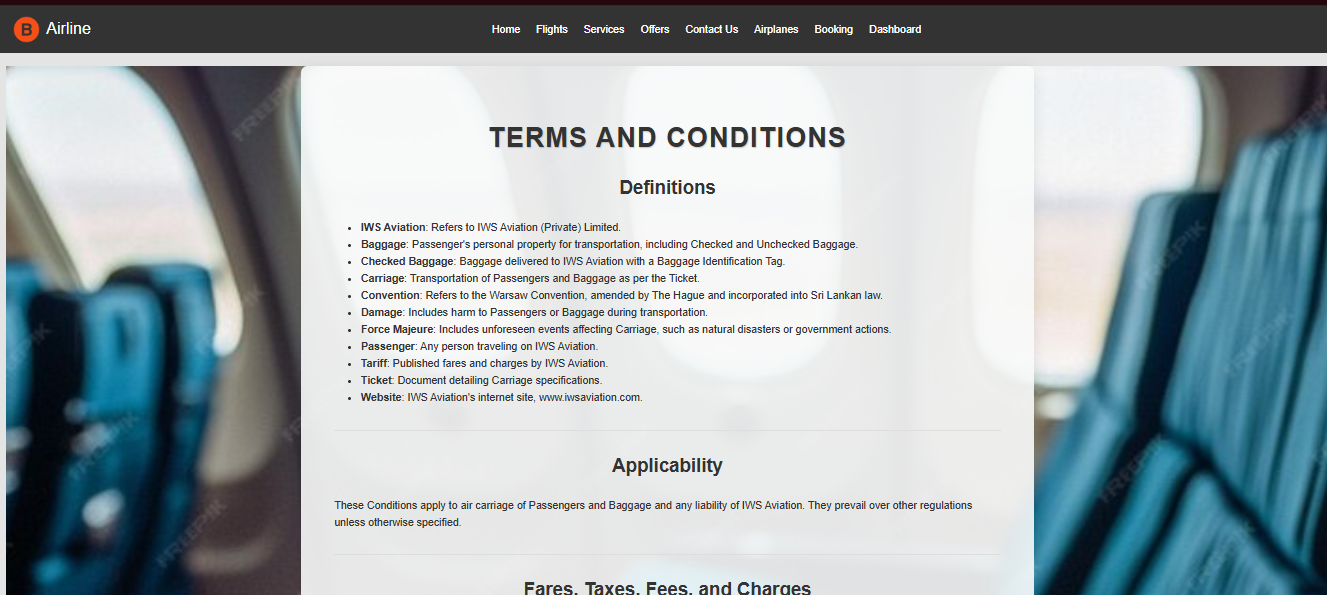 B Airline
Home Flights Services Offers Contact Us Airplanes Booking Dashboard
TERMS AND CONDITIONS
Definitions
IWS Aviation: Refers to IWS Aviation (Private) Limited.
Baggage: Passenger's personal property for transportation, including Checked and Unchecked Baggage.
Checked Baggage: Baggage delivered to IWS Aviation with a Baggage Identification Tag.
Carriage: Transportation of Passengers and Baggage as per the Ticket.
Convention: Refers to the Warsaw Convention, amended by The Hague and incorporated into Sri Lankan law.
Damage: Includes harm to Passengers or Baggage during transportation.
Force Majeure: Includes unforeseen events affecting Carriage, such as natural disasters or government actions.
Passenger: Any person traveling on IWS Aviation.
Tariff: Published fares and charges by IWS Aviation.
Ticket: Document detailing Carriage specifications.
Website: IWS Aviation's internet site, www.iwsaviation.com.
Applicability
These Conditions apply to air carriage of Passengers and Baggage and any liability of IWS Aviation. They prevail over other regulations
unless otherwise specified.
Fares, Taxes, Fees, and Charges
FREEPIK
FREEPIK
FREEPIK
FREEPIK
FREEPIK
FREEPIK